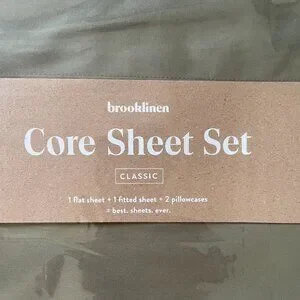 brooklinen
Core Sheet Set
CLASSIC
1 flat sheet + 1 fitted sheet + 2 pillowcases
= best. sheets. ever.